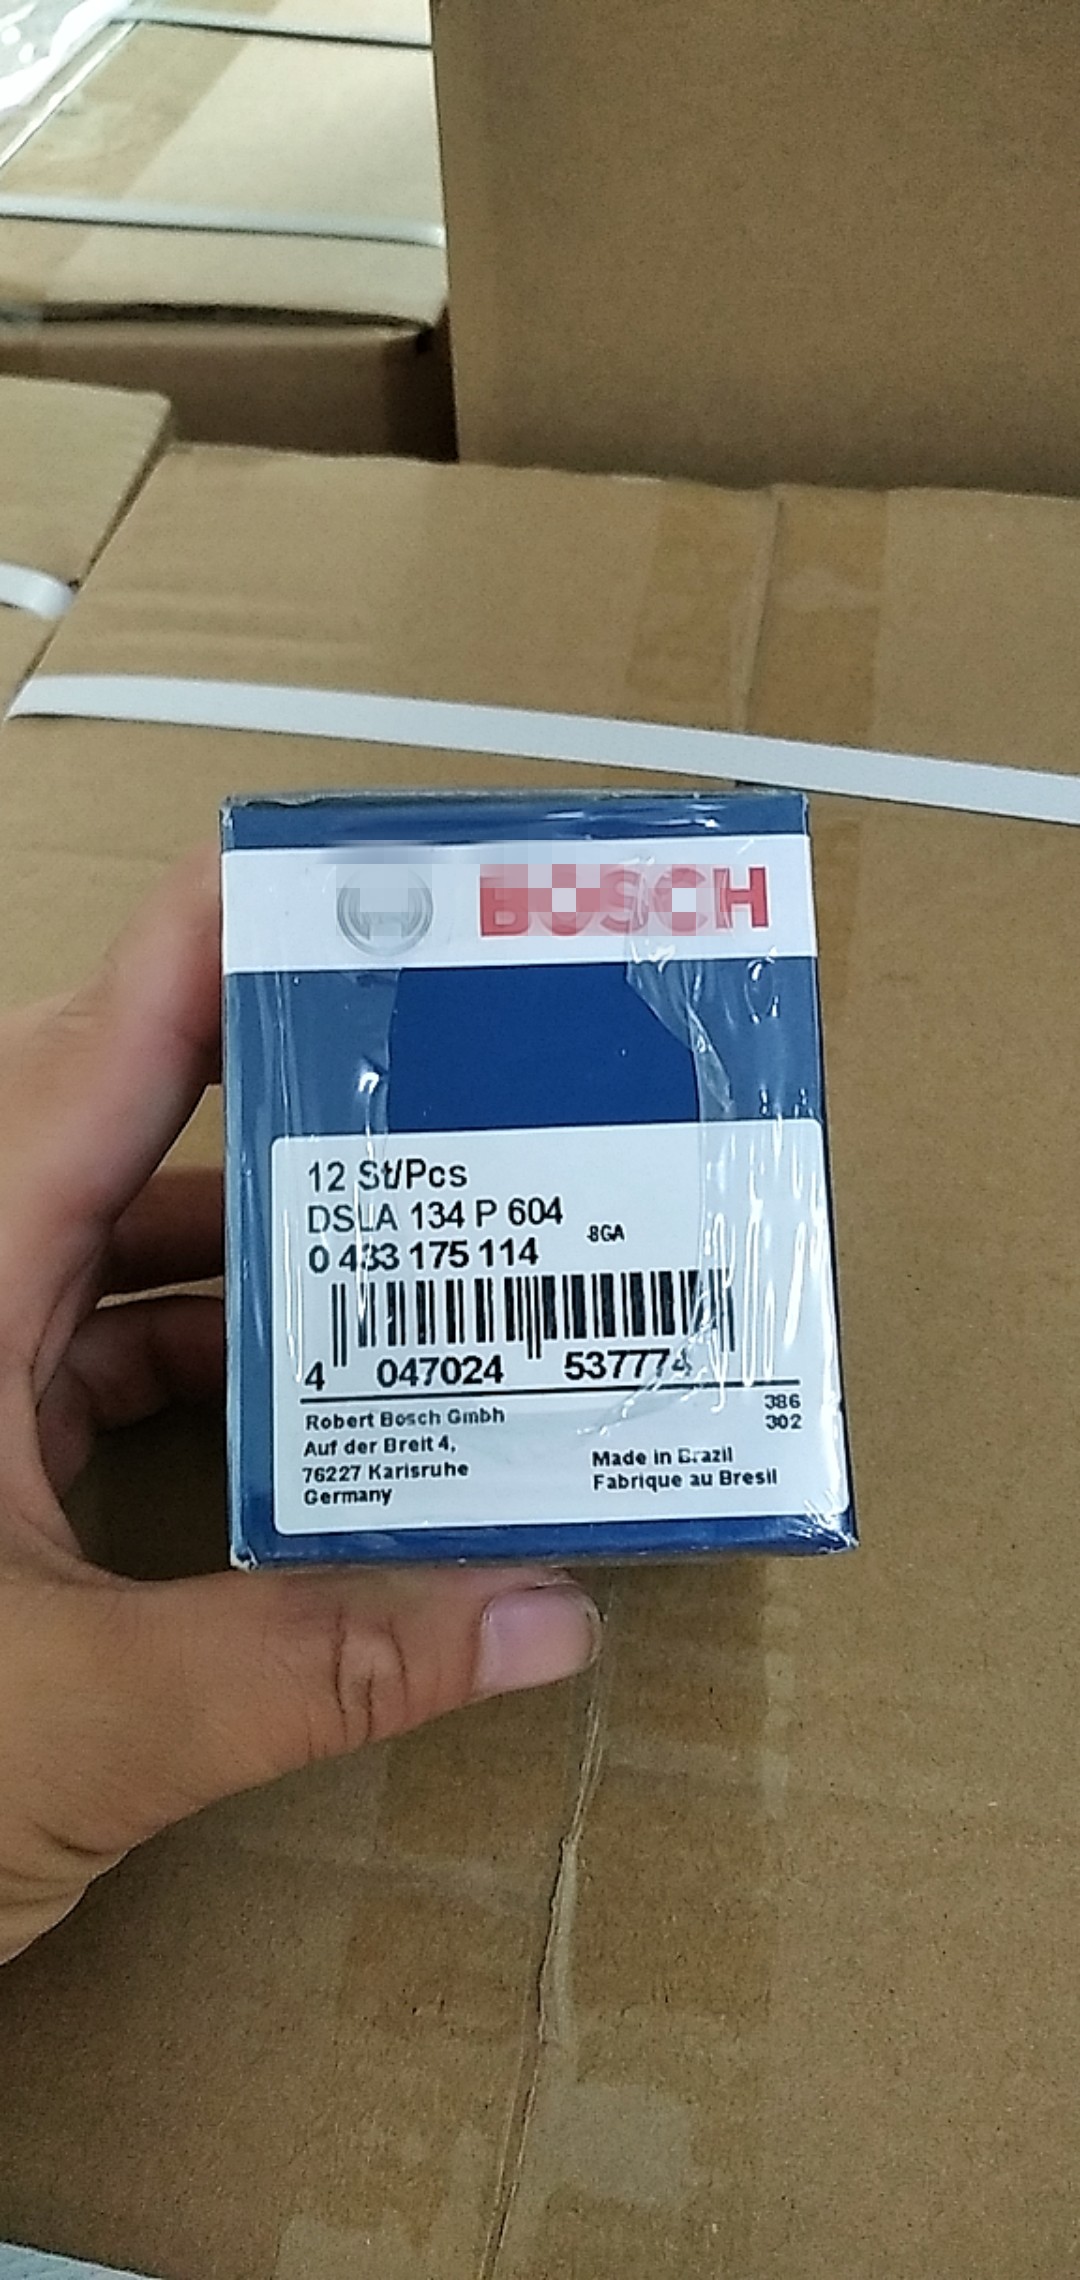 BOSCH
12 St/Pcs
DSLA 134 P 604
8GA
0 433 175 114
4 047024 537774
386
302
Robert Bosch Gmbh
Auf der Breit 4,
76227 Karisruhe
Germany
Made in Brazil
Fabrique au Bresil